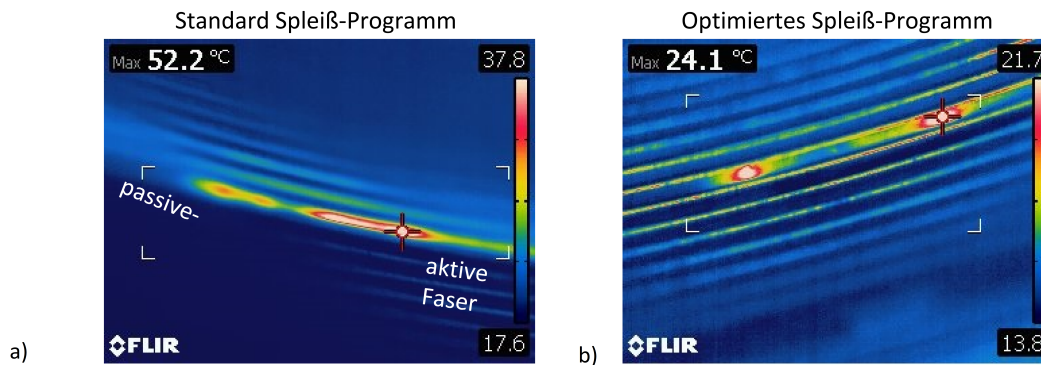 Standard Spleiß-Programm
Optimiertes Spleiß-Programm
Max 52.2 °C
37.8
passive-
aktive
Faser
FLIR
17.6
a)
Max 24.1 °C
21.7
FLIR
13.8
b)